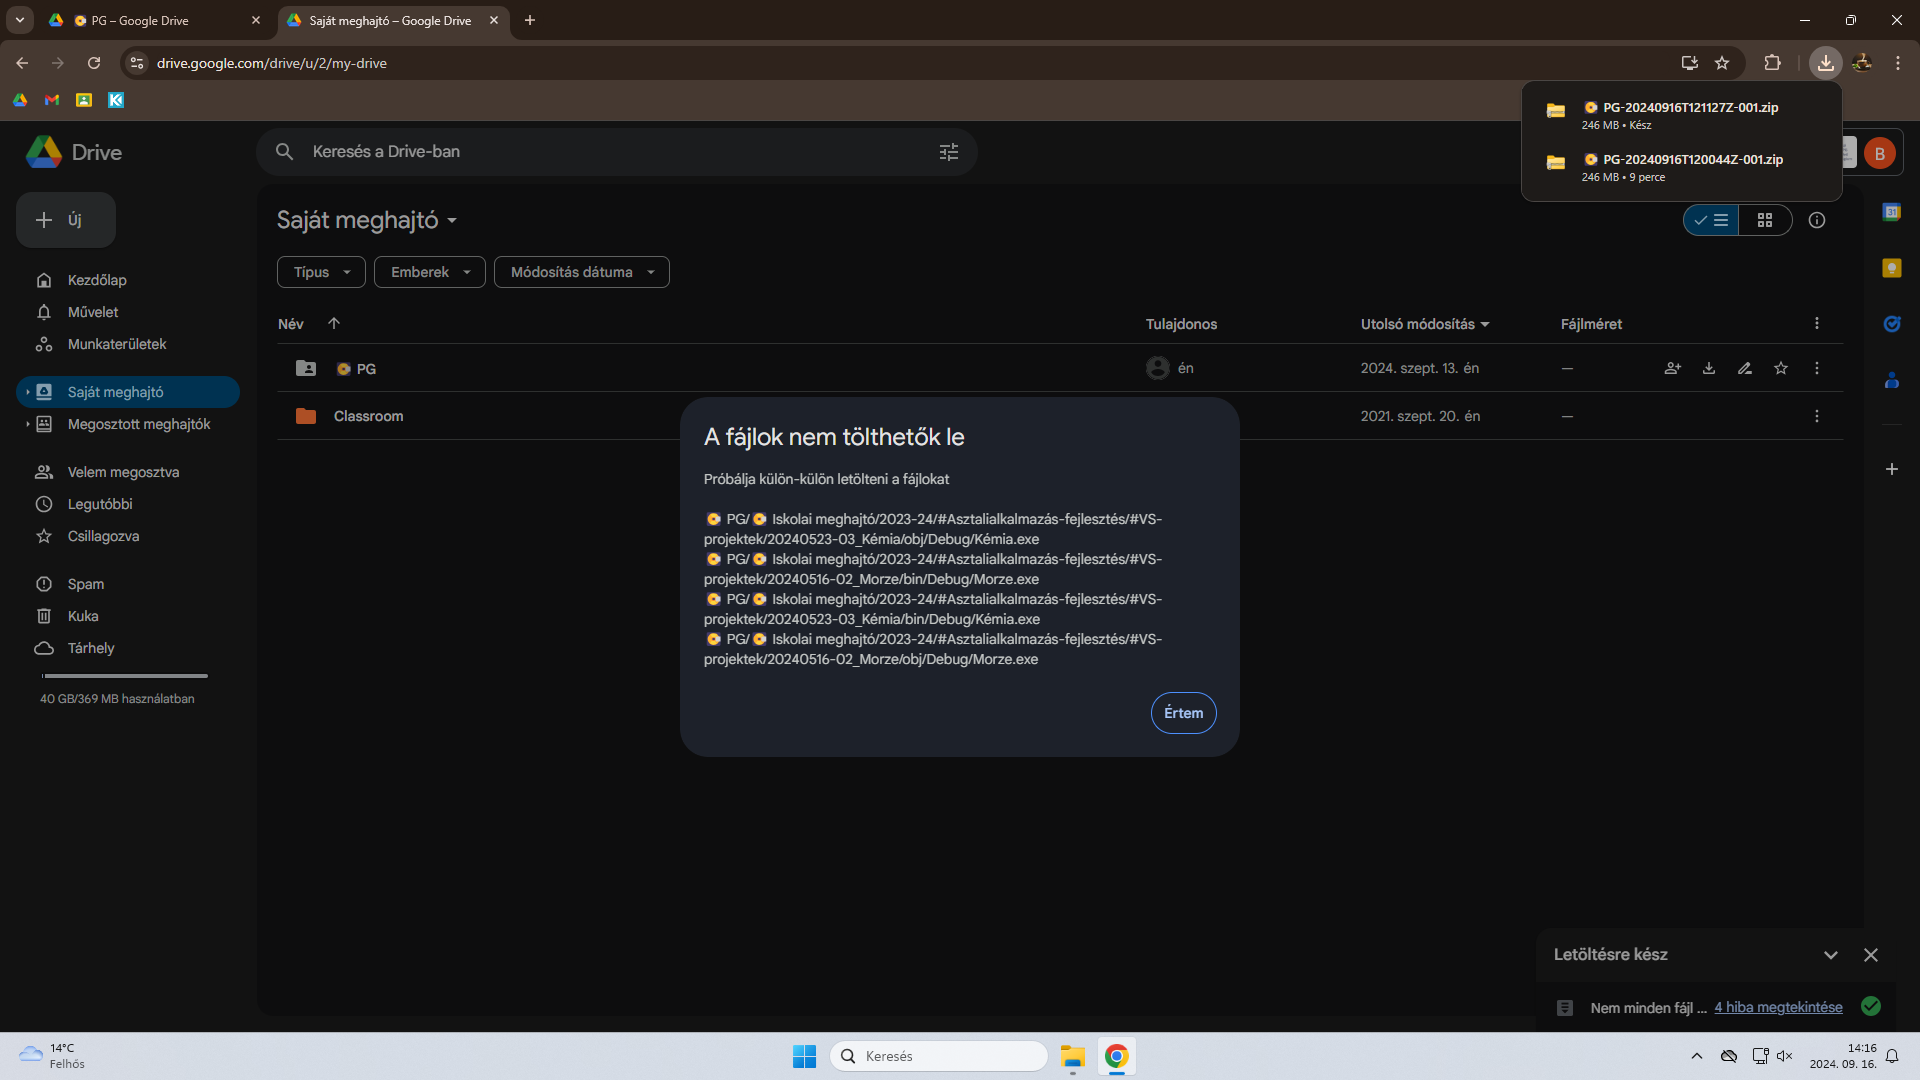 PG – Google Drive
Saját meghajtó – Google Drive
drive.google.com/drive/u/2/my-drive
PG-20240916T121127Z-001.zip
246 MB • Kész
PG-20240916T120044Z-001.zip
246 MB • 9 perce
Drive
Keresés a Drive-ban
B
Új
Saját meghajtó
31
Típus
Emberek
Módosítás dátuma
Kezdőlap
Művelet
Munkaterületek
Saját meghajtó
Megosztott meghajtók
Velem megosztva
Legutóbbi
Csillagozva
Spam
Kuka
Tárhely
40 GB/369 MB használatban
Név
Tulajdonos
Utolsó módosítás
Fájlméret
PG
én
2024. szept. 13. én
—
Classroom
2021. szept. 20. én
—
A fájlok nem tölthetők le
Próbálja külön-külön letölteni a fájlokat
PG/ Iskolai meghajtó/2023-24/#Asztalialkalmazás-fejlesztés/#VS-
projektek/20240523-03_Kémia/obj/Debug/Kémia.exe
PG/ Iskolai meghajtó/2023-24/#Asztalialkalmazás-fejlesztés/#VS-
projektek/20240516-02_Morze/bin/Debug/Morze.exe
PG/ Iskolai meghajtó/2023-24/#Asztalialkalmazás-fejlesztés/#VS-
projektek/20240523-03_Kémia/bin/Debug/Kémia.exe
PG/ Iskolai meghajtó/2023-24/#Asztalialkalmazás-fejlesztés/#VS-
projektek/20240516-02_Morze/obj/Debug/Morze.exe
Értem
Letöltésre kész
Nem minden fájl ... 4 hiba megtekintése
14°C
Felhős
Keresés
14:16
2024. 09. 16.